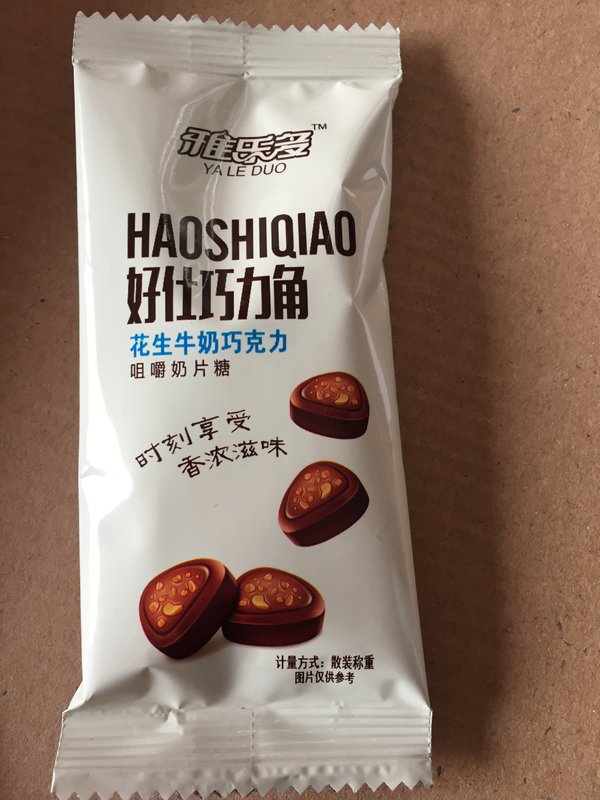 雅乐多™
YA LE DUO
HAOSHIQIAO
好仕巧力角
花生牛奶巧克力
咀嚼奶片糖
时刻享受
香浓滋味
计量方式：散装称重
图片仅供参考